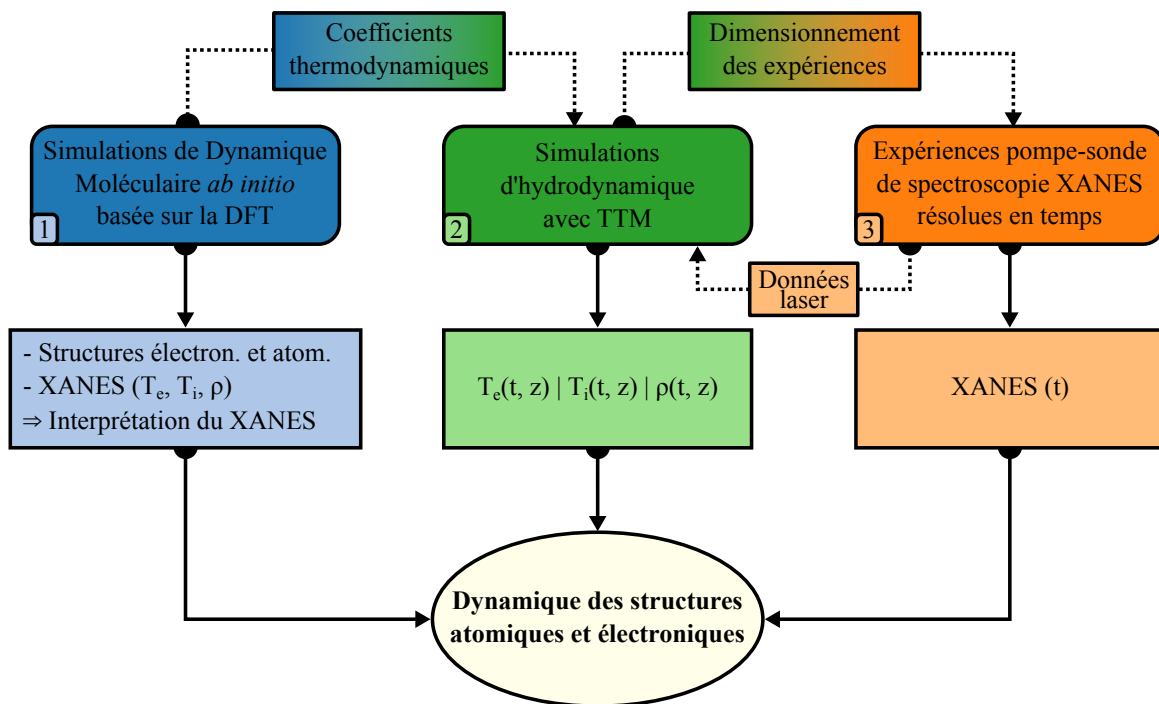 Coefficients
thermodynamiques
Dimensionnement
des expériences
Simulations de Dynamique
Moléculaire ab initio
basée sur la DFT
1
Simulations
d'hydrodynamique
avec TTM
2
Expériences pompe-sonde
de spectroscopie XANES
résolues en temps
3
Données
laser
- Structures électron. et atom.
- XANES (Te, Ti, ρ)
⇒ Interprétation du XANES
Te(t, z) | Ti(t, z) | ρ(t, z)
XANES (t)
Dynamique des structures
atomiques et électroniques